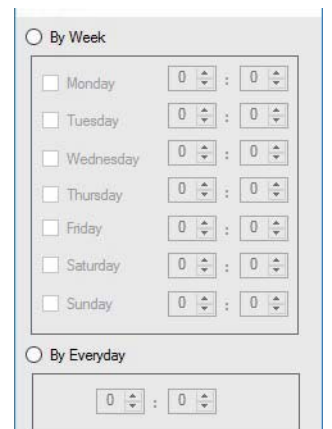 By Week
Monday 0 : 0
Tuesday 0 : 0
Wednesday 0 : 0
Thursday 0 : 0
Friday 0 : 0
Saturday 0 : 0
Sunday 0 : 0
By Everyday
0 : 0